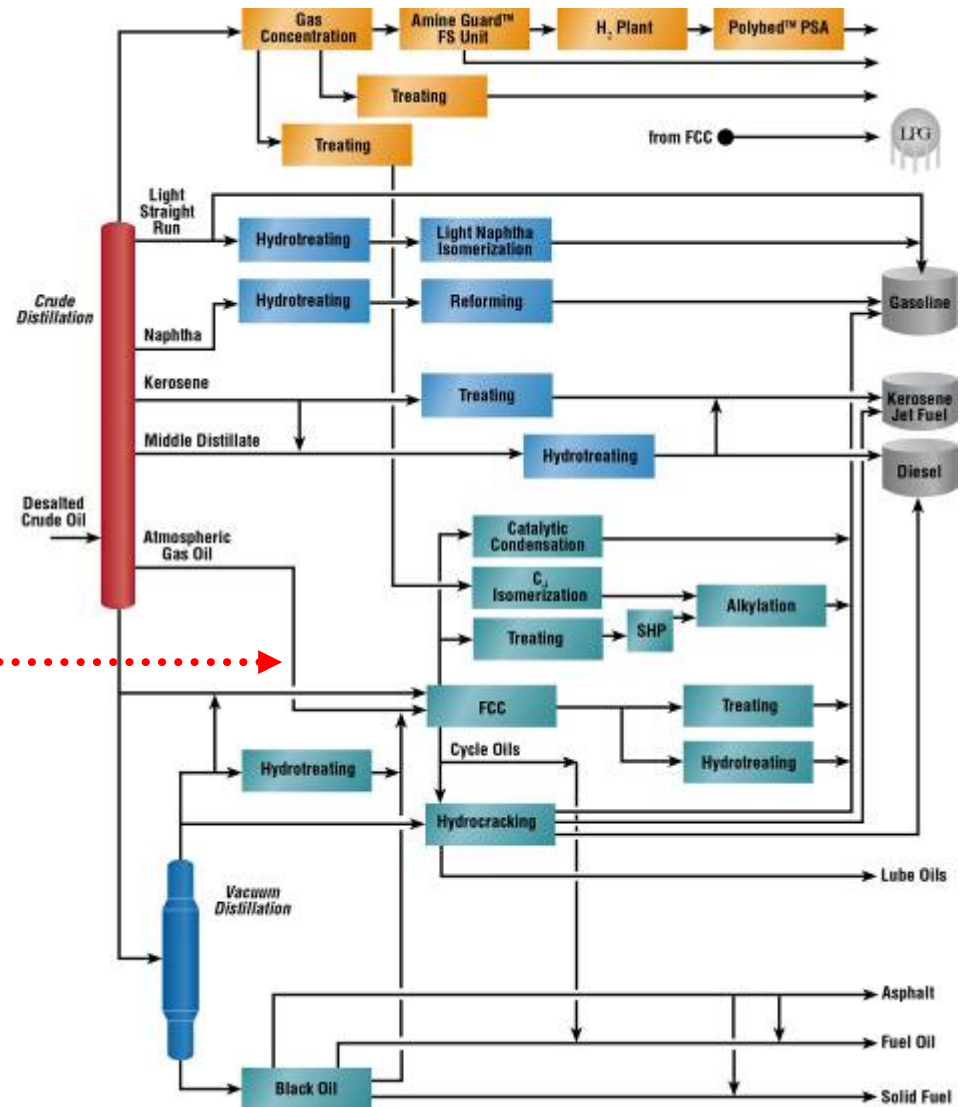 Gas
Concentration
Amine Guard™
FS Unit
H₂ Plant
Polybed™ PSA
Treating
Treating
from FCC
LPG
Light
Straight
Run
Hydrotreating
Light Naphtha
Isomerization
Crude
Distillation
Hydrotreating
Reforming
Gasoline
Naphtha
Kerosene
Treating
Kerosene
Jet Fuel
Middle Distillate
Hydrotreating
Diesel
Desalted
Crude Oil
Atmospheric
Gas Oil
Catalytic
Condensation
C₄
Isomerization
Alkylation
Treating
SHP
FCC
Treating
Cycle Oils
Hydrotreating
Hydrotreating
Hydrocracking
Lube Oils
Vacuum
Distillation
Asphalt
Fuel Oil
Black Oil
Solid Fuel